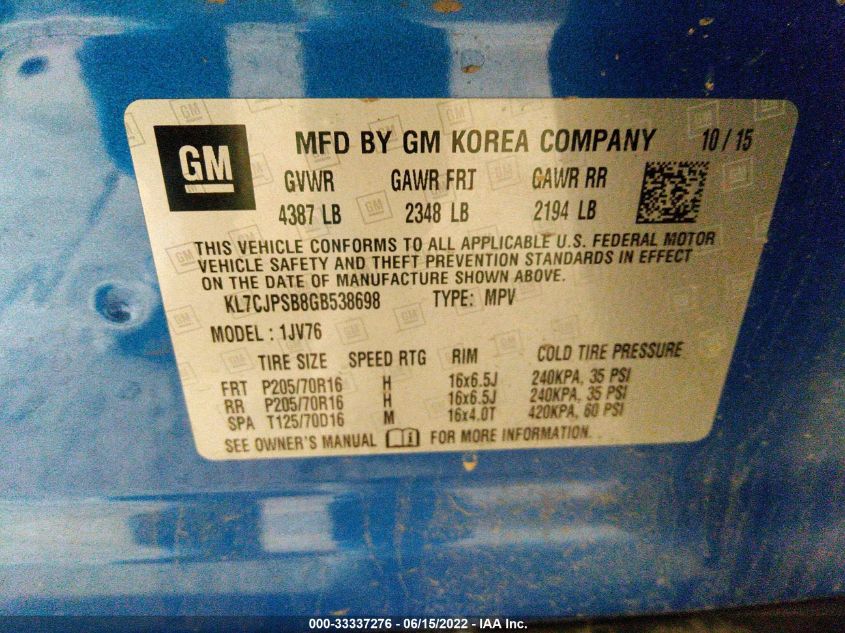 GM
MFD BY GM KOREA COMPANY 10/15
GVWR GAWR FRT GAWR RR
4387 LB 2348 LB 2194 LB
THIS VEHICLE CONFORMS TO ALL APPLICABLE U.S. FEDERAL MOTOR
VEHICLE SAFETY AND THEFT PREVENTION STANDARDS IN EFFECT
ON THE DATE OF MANUFACTURE SHOWN ABOVE.
KL7CJPSB8GB538698 TYPE: MPV
MODEL : 1JV76
TIRE SIZE SPEED RTG RIM COLD TIRE PRESSURE
FRT P205/70R16 H 16x6.5J 240KPA, 35 PSI
RR P205/70R16 H 16x6.5J 240KPA, 35 PSI
SPA T125/70D16 M 16x4.0T 420KPA, 60 PSI
SEE OWNER'S MANUAL FOR MORE INFORMATION.
000-33337276 - 06/15/2022 - IAA Inc.